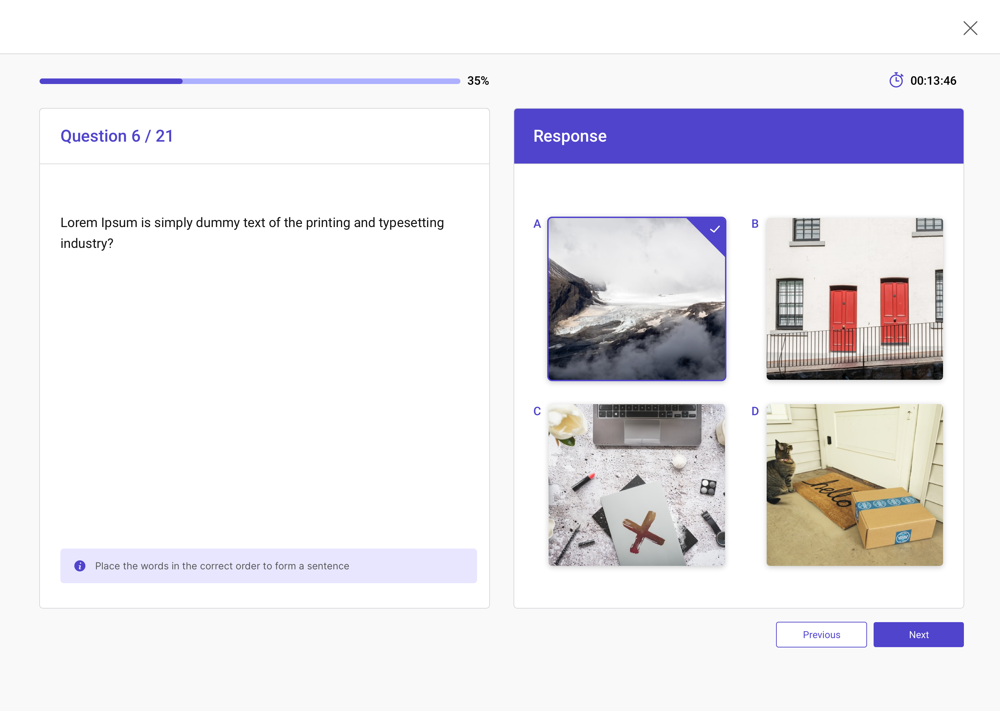 35%
00:13:46
Question 6 / 21
Response
Lorem Ipsum is simply dummy text of the printing and typesetting
industry?
A
B
C
D
hello
Place the words in the correct order to form a sentence
Previous
Next